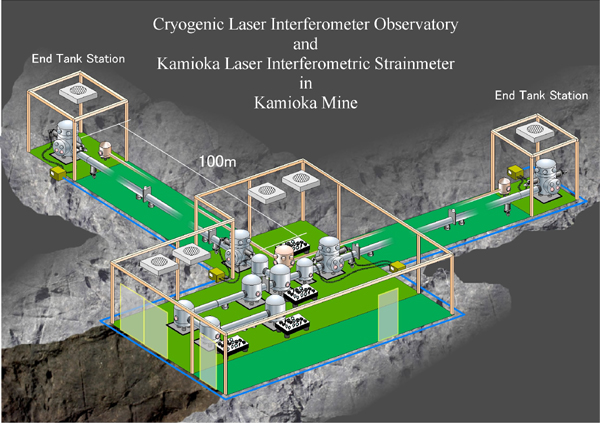 Cryogenic Laser Interferometer Observatory
and
Kamioka Laser Interferometric Strainmeter
in
Kamioka Mine
End Tank Station
End Tank Station
100m